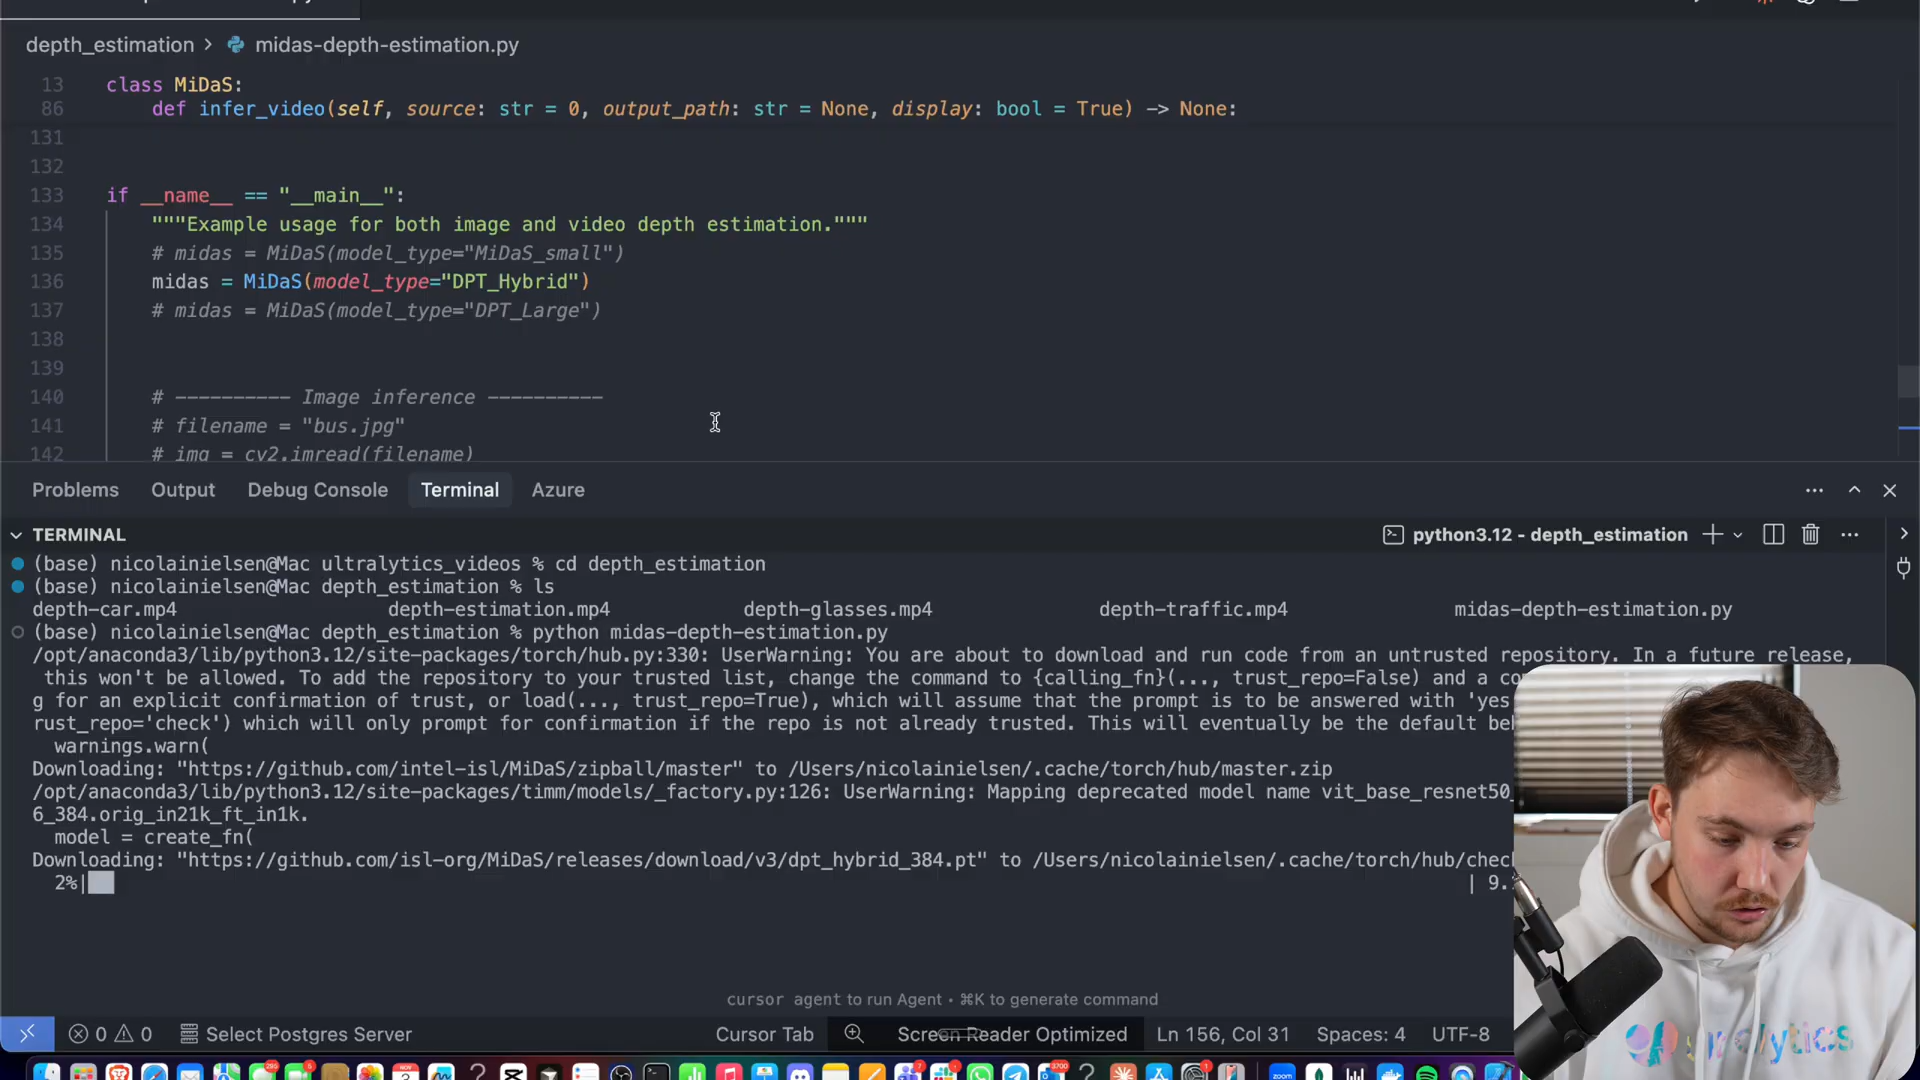 depth_estimation > midas-depth-estimation.py
13 class MiDaS:
86 def infer_video(self, source: str = 0, output_path: str = None, display: bool = True) -> None:
131
132
133 if __name__ == "__main__":
134 """Example usage for both image and video depth estimation."""
135 # midas = MiDaS(model_type="MiDaS_small")
136 midas = MiDaS(model_type="DPT_Hybrid")
137 # midas = MiDaS(model_type="DPT_Large")
138
139
140 # ---------- Image inference ----------
141 # filename = "bus.jpg"
142 # img = cv2.imread(filename)
Problems Output Debug Console Terminal Azure
TERMINAL python3.12 - depth_estimation
(base) nicolainielsen@Mac ultralytics_videos % cd depth_estimation
(base) nicolainielsen@Mac depth_estimation % ls
depth-car.mp4 depth-estimation.mp4 depth-glasses.mp4 depth-traffic.mp4 midas-depth-estimation.py
(base) nicolainielsen@Mac depth_estimation % python midas-depth-estimation.py
/opt/anaconda3/lib/python3.12/site-packages/torch/hub.py:330: UserWarning: You are about to download and run code from an untrusted repository. In a future release,
this won't be allowed. To add the repository to your trusted list, change the command to {calling_fn}(..., trust_repo=False) and a
g for an explicit confirmation of trust, or load(..., trust_repo=True), which will assume that the prompt is to be answered with 'yes
rust_repo='check') which will only prompt for confirmation if the repo is not already trusted. This will eventually be the default
warnings.warn(
Downloading: "https://github.com/intel-isl/MiDaS/zipball/master" to /Users/nicolainielsen/.cache/torch/hub/master.zip
/opt/anaconda3/lib/python3.12/site-packages/timm/models/_factory.py:126: UserWarning: Mapping deprecated model name vit_base_resnet50_
6_384.orig_in21k_ft_in1k.
model = create_fn(
Downloading: "https://github.com/isl-org/MiDaS/releases/download/v3/dpt_hybrid_384.pt" to /Users/nicolainielsen/.cache/torch/hub/chec
2%| | 9.
cursor agent to run Agent • ⌘K to generate command
0 0 Select Postgres Server Cursor Tab Screen Reader Optimized Ln 156, Col 31 Spaces: 4 UTF-8